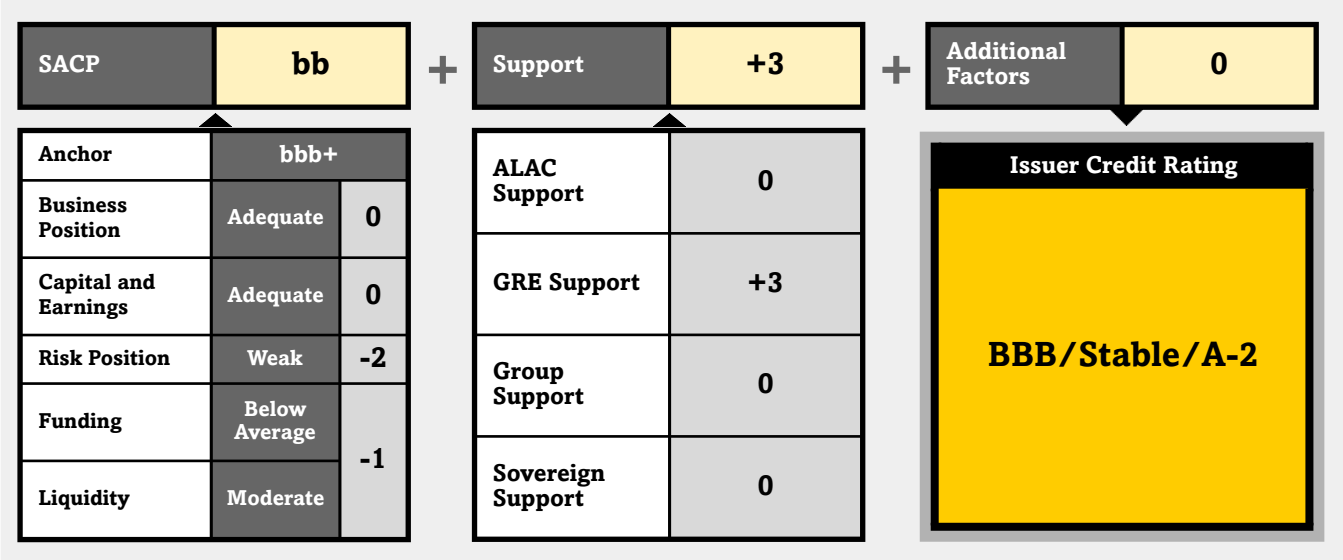 SACP
bb
+
Support
+3
+
Additional
Factors
0
Anchor
bbb+
Business
Position
Adequate
0
Capital and
Earnings
Adequate
0
Risk Position
Weak
-2
Funding
Below
Average
-1
Liquidity
Moderate
ALAC
Support
0
GRE Support
+3
Group
Support
0
Sovereign
Support
0
Issuer Credit Rating
BBB/Stable/A-2